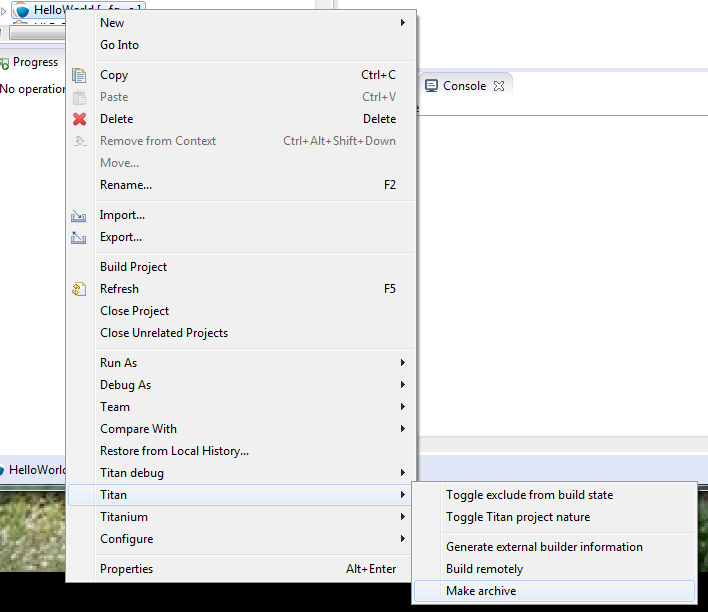 HelloWorld
New
Go Into
Progress
Copy Ctrl+C
Console
No operation
Paste Ctrl+V
Delete Delete
Remove from Context Ctrl+Alt+Shift+Down
Move...
Rename... F2
Import...
Export...
Build Project
Refresh F5
Close Project
Close Unrelated Projects
Run As
Debug As
Team
Compare With
Restore from Local History...
HelloWorld
Titan debug
Titan
Toggle exclude from build state
Titanium
Toggle Titan project nature
Configure
Generate external builder information
Properties Alt+Enter
Build remotely
Make archive